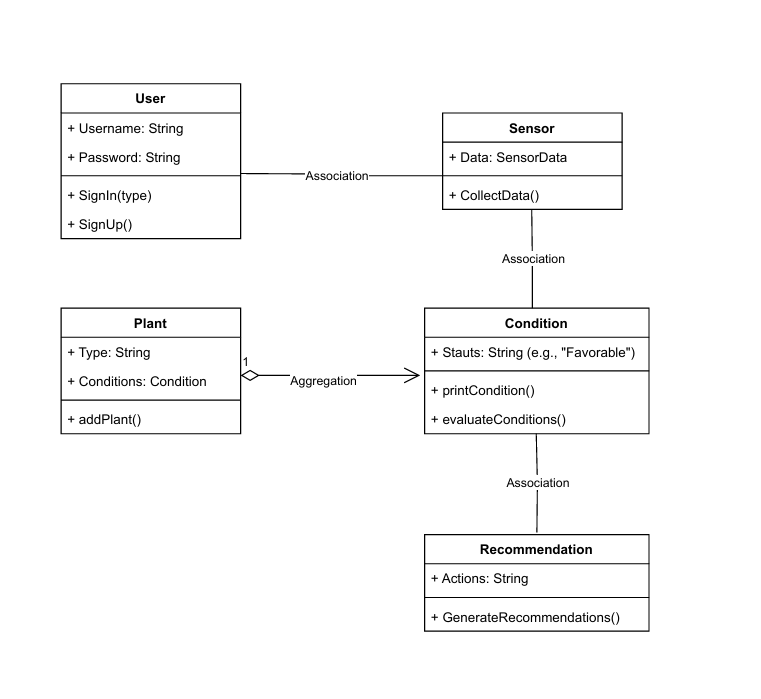 User
+ Username: String
+ Password: String
+ SignIn(type)
+ SignUp()
Association
Sensor
+ Data: SensorData
+ CollectData()
Association
Plant
+ Type: String
+ Conditions: Condition
+ addPlant()
1
Aggregation
Condition
+ Stauts: String (e.g., "Favorable")
+ printCondition()
+ evaluateConditions()
Association
Recommendation
+ Actions: String
+ GenerateRecommendations()